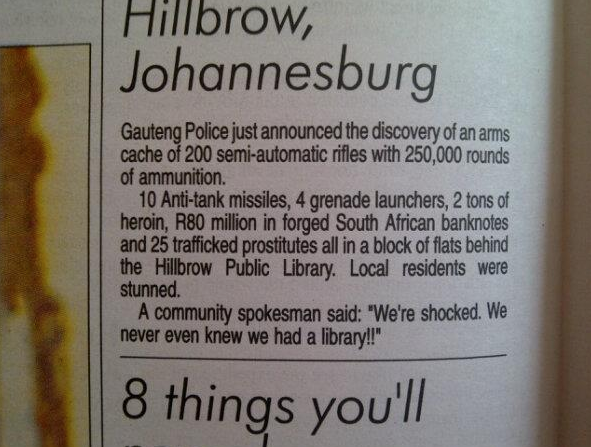 Hillbrow,
Johannesburg
Gauteng Police just announced the discovery of an arms
cache of 200 semi-automatic rifles with 250,000 rounds
of ammunition.
10 Anti-tank missiles, 4 grenade launchers, 2 tons of
heroin, R80 million in forged South African banknotes
and 25 trafficked prostitutes all in a block of flats behind
the Hillbrow Public Library. Local residents were
stunned.
A community spokesman said: "We're shocked. We
never even knew we had a library!!"
8 things you'll